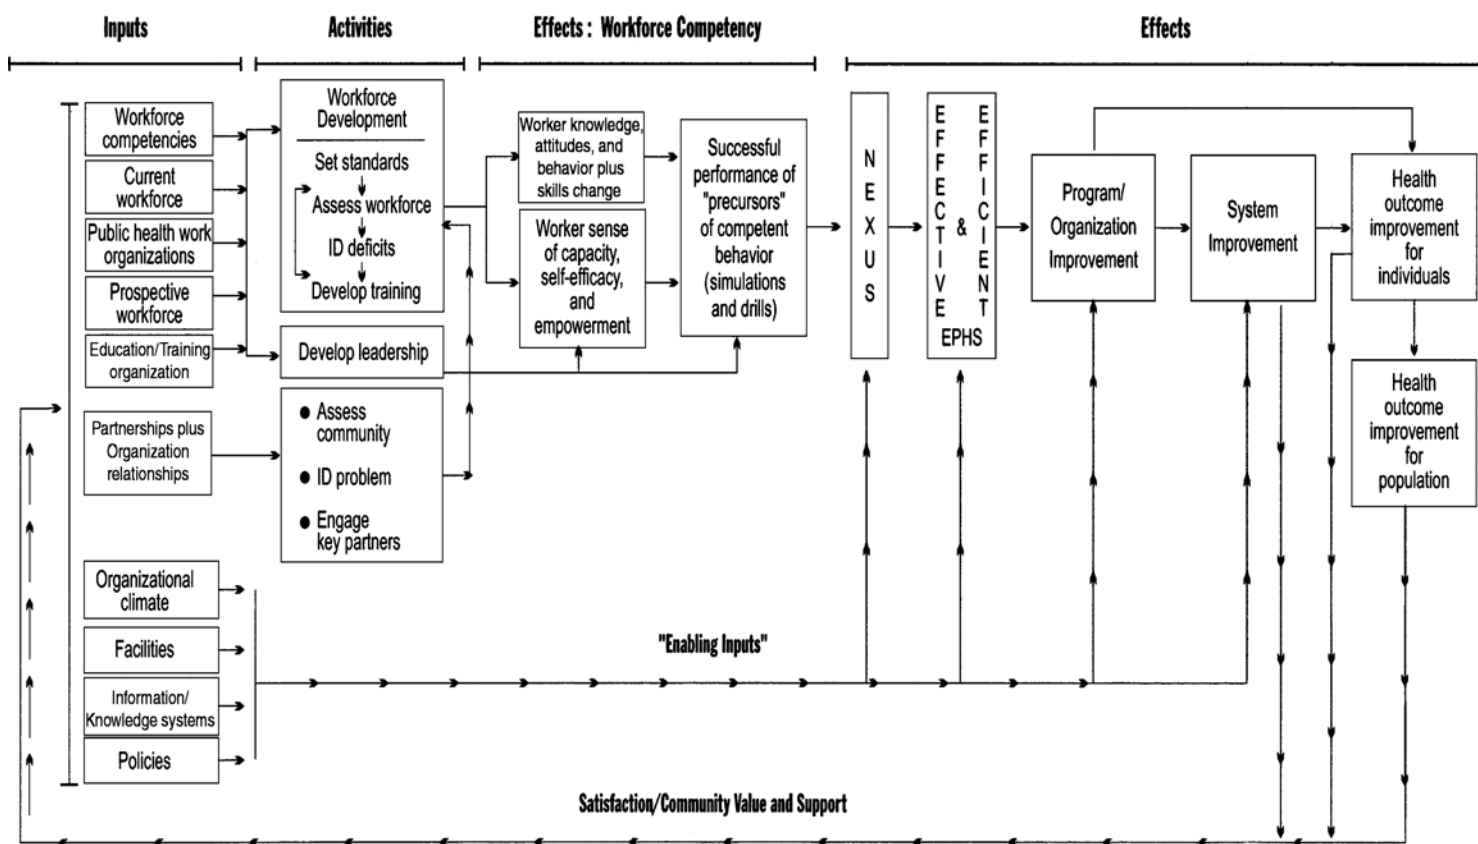 Inputs
Activities
Effects : Workforce Competency
Effects
Workforce
competencies
Current
workforce
Public health work
organizations
Prospective
workforce
Education/Training
organization
Partnerships plus
Organization
relationships
Organizational
climate
Facilities
Information/
Knowledge systems
Policies
Workforce
Development
Set standards
Assess workforce
ID deficits
Develop training
Develop leadership
● Assess
community
● ID problem
● Engage
key partners
Worker knowledge,
attitudes, and
behavior plus
skills change
Worker sense
of capacity,
self-efficacy,
and
empowerment
Successful
performance of
"precursors"
of competent
behavior
(simulations
and drills)
NEXUS
EFFECTIVE
&
EFFICIENT
EPHS
Program/
Organization
Improvement
System
Improvement
Health
outcome
improvement
for
individuals
Health
outcome
improvement
for
population
"Enabling Inputs"
Satisfaction/Community Value and Support